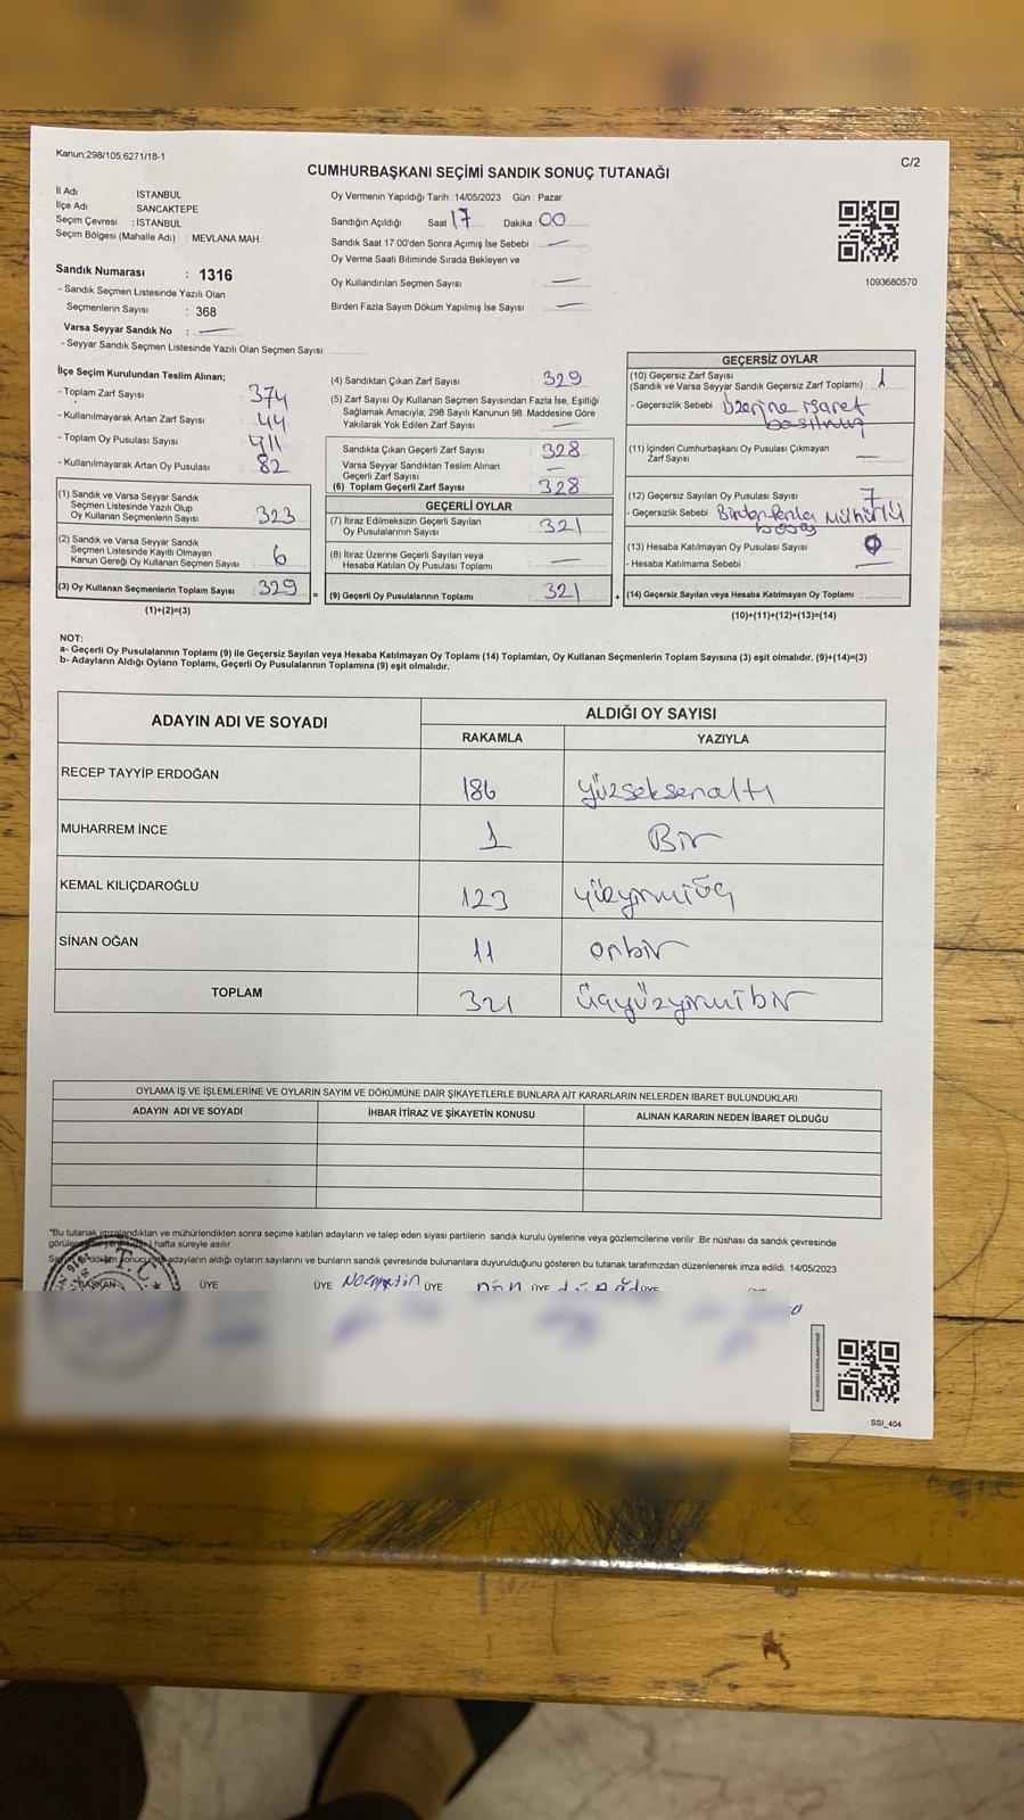 Kanun:298/105.6271/18-1
C/2
CUMHURBAŞKANI SEÇİMİ SANDIK SONUÇ TUTANAĞI
İl Adı : İSTANBUL
İlçe Adı : SANCAKTEPE
Seçim Çevresi : İSTANBUL
Seçim Bölgesi (Mahalle Adı) : MEVLANA MAH.
Sandık Numarası : 1316
- Sandık Seçmen Listesinde Yazılı Olan
Seçmenlerin Sayısı : 368
Varsa Seyyar Sandık No : —
- Seyyar Sandık Seçmen Listesinde Yazılı Olan Seçmen Sayısı
Oy Vermenin Yapıldığı Tarih : 14/05/2023 Gün : Pazar
Sandığın Açıldığı Saat 17 Dakika : 00
Sandık Saat 17:00'den Sonra Açımış İse Sebebi —
Oy Verme Saati Bitiminde Sırada Bekleyen ve
Oy Kullandırılan Seçmen Sayısı —
Birden Fazla Sayım Döküm Yapılmış İse Sayısı —
1093680570
İlçe Seçim Kurulundan Teslim Alınan;
- Toplam Zarf Sayısı 374
- Kullanılmayarak Artan Zarf Sayısı 44
- Toplam Oy Pusulası Sayısı 411
- Kullanılmayarak Artan Oy Pusulası 82
(1) Sandık ve Varsa Seyyar Sandık
Seçmen Listesinde Yazılı Olup
Oy Kullanan Seçmenlerin Sayısı 323
(2) Sandık ve Varsa Seyyar Sandık
Seçmen Listesinde Kayıtlı Olmayan
Kanun Gereği Oy Kullanan Seçmen Sayısı 6
(3) Oy Kullanan Seçmenlerin Toplam Sayısı 329
(1)+(2)=(3)
(4) Sandıktan Çıkan Zarf Sayısı 329
(5) Zarf Sayısı Oy Kullanan Seçmen Sayısından Fazla İse, Eşitliği
Sağlamak Amacıyla, 298 Sayılı Kanunun 98. Maddesine Göre
Yakılarak Yok Edilen Zarf Sayısı —
Sandıkta Çıkan Geçerli Zarf Sayısı 328
Varsa Seyyar Sandıktan Teslim Alınan
Geçerli Zarf Sayısı —
(6) Toplam Geçerli Zarf Sayısı 328
GEÇERLİ OYLAR
(7) İtiraz Edilmeksizin Geçerli Sayılan
Oy Pusulalarının Sayısı 321
(8) İtiraz Üzerine Geçerli Sayılan veya
Hesaba Katılan Oy Pusulası Toplamı —
= (9) Geçerli Oy Pusulalarının Toplamı 321
GEÇERSİZ OYLAR
(10) Geçersiz Zarf Sayısı
(Sandık ve Varsa Seyyar Sandık Geçersiz Zarf Toplamı) 1
- Geçersizlik Sebebi Üzerine işaret
basılmış
(11) İçinden Cumhurbaşkanı Oy Pusulası Çıkmayan
Zarf Sayısı —
(12) Geçersiz Sayılan Oy Pusulası Sayısı 7
- Geçersizlik Sebebi Birden fazla Mühürlü
(13) Hesaba Katılmayan Oy Pusulası Sayısı
- Hesaba Katılmama Sebebi —
+ (14) Geçersiz Sayılan veya Hesaba Katılmayan Oy Toplamı
(10)+(11)+(12)+(13)=(14)
NOT:
a- Geçerli Oy Pusulalarının Toplamı (9) ile Geçersiz Sayılan veya Hesaba Katılmayan Oy Toplamı (14) Toplamları, Oy Kullanan Seçmenlerin Toplam Sayısına (3) eşit olmalıdır. (9)+(14)=(3)
b- Adayların Aldığı Oyların Toplamı, Geçerli Oy Pusulalarının Toplamına (9) eşit olmalıdır.
ADAYIN ADI VE SOYADI
ALDIĞI OY SAYISI
RAKAMLA YAZIYLA
RECEP TAYYİP ERDOĞAN 186 yüzseksenaltı
MUHARREM İNCE 1 Bir
KEMAL KILIÇDAROĞLU 123 yüzyirmiüç
SİNAN OĞAN 11 onbir
TOPLAM 321 üçyüzyirmibir
OYLAMA İŞ VE İŞLEMLERİNE VE OYLARIN SAYIM VE DÖKÜMÜNE DAİR ŞİKAYETLERLE BUNLARA AİT KARARLARIN NELERDEN İBARET BULUNDUKLARI
ADAYIN ADI VE SOYADI İHBAR İTİRAZ VE ŞİKAYETİN KONUSU ALINAN KARARIN NEDEN İBARET OLDUĞU
"Bu tutanak imzalandıktan ve mühürlendikten sonra seçime katılan adayların ve talep eden siyasi partilerin sandık kurulu üyelerine veya gözlemcilerine verilir. Bir nüshası da sandık çevresinde
hafta süreyle asılır.
adayların aldığı oyların sayılarını ve bunların sandık çevresinde bulunanlara duyurulduğunu gösteren bu tutanak tarafımızdan düzenlenerek imza edildi. 14/05/2023
BAŞKAN ÜYE ÜYE ÜYE ÜYE ÜYE
T.C.
SSI_404